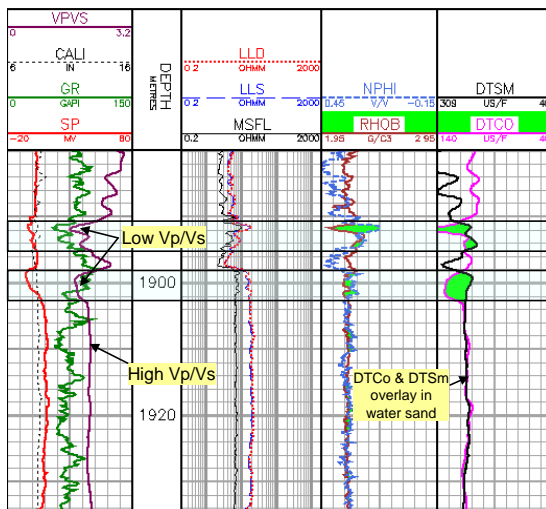 VPVS
0 3.2
CALI
6 IN 16
GR
0 GAPI 150
SP
-20 MV 80
DEPTH
METRES
LLD
0.2 OHMM 2000
LLS
0.2 OHMM 2000
MSFL
0.2 OHMM 2000
NPHI
0.45 V/V -0.15
RHOB
1.95 G/C3 2.95
DTSM
309 US/F 40
DTCO
140 US/F 40
Low Vp/Vs
1900
High Vp/Vs
DTCo & DTSm
overlay in
water sand
1920